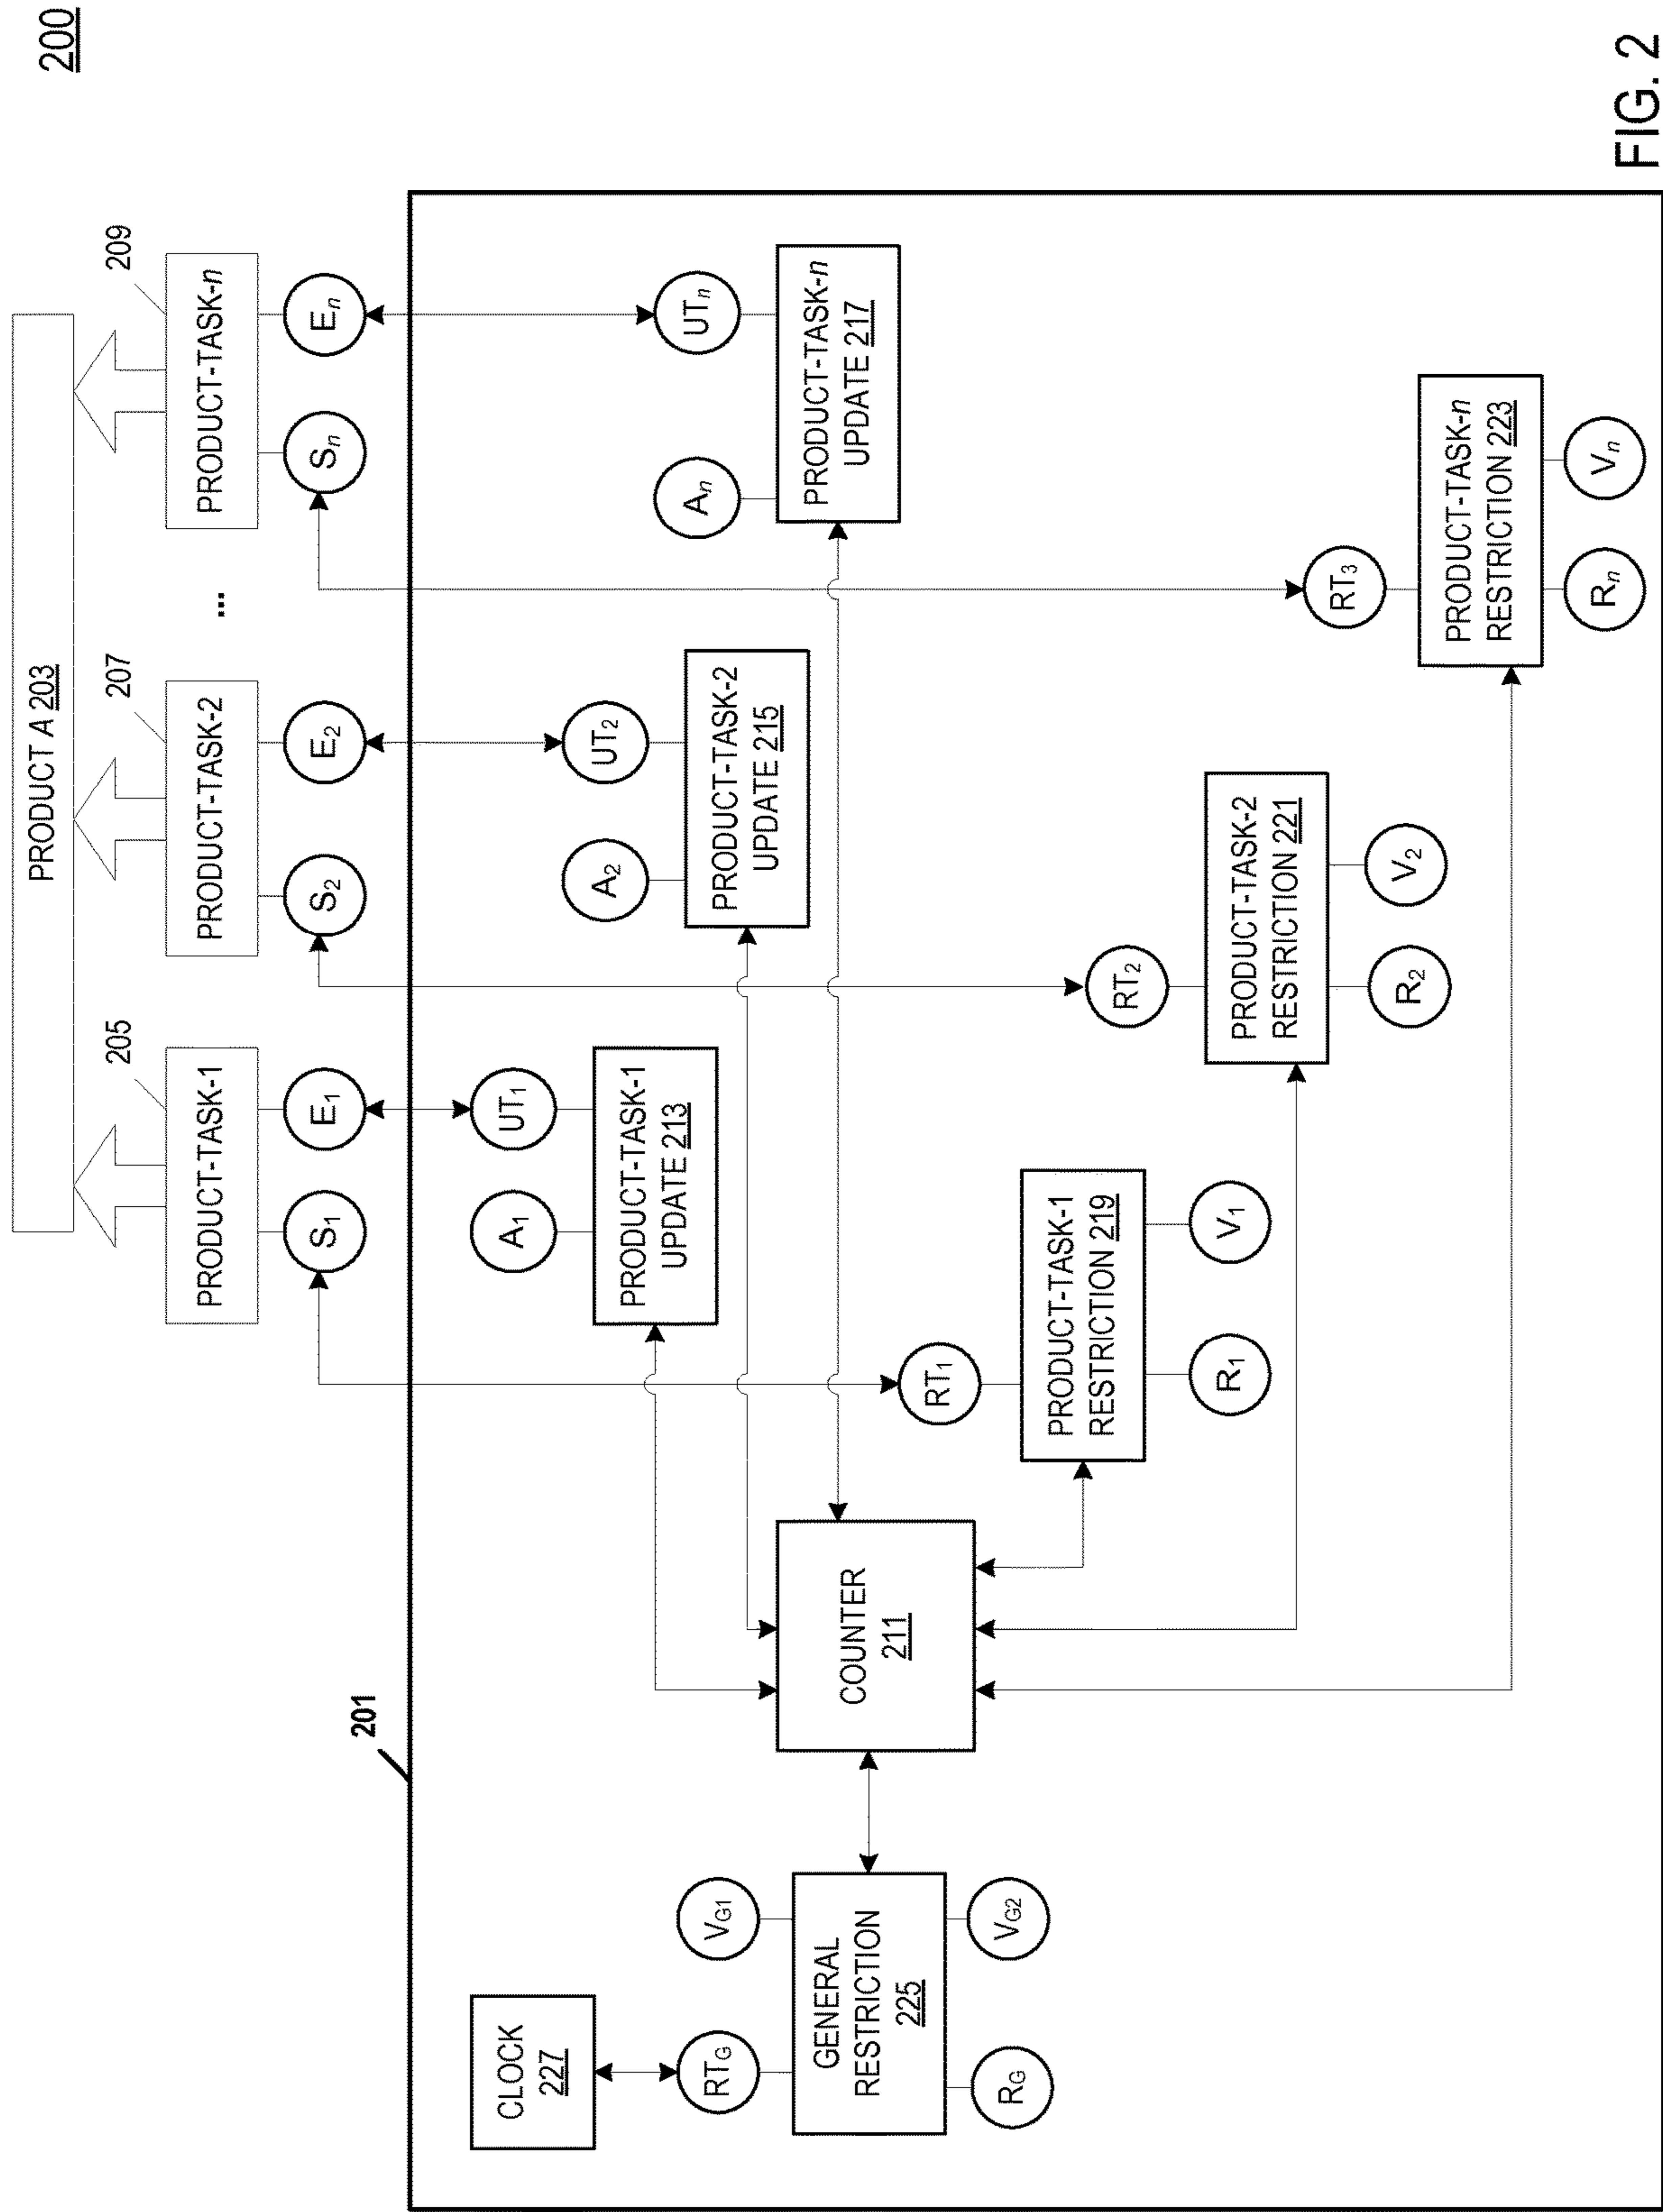 200
PRODUCT A 203
205
207
209
PRODUCT-TASK-1
PRODUCT-TASK-2
...
PRODUCT-TASK-n
S1
E1
S2
E2
Sn
En
201
CLOCK
227
A1
UT1
A2
UT2
An
UTn
PRODUCT-TASK-1
UPDATE 213
PRODUCT-TASK-2
UPDATE 215
PRODUCT-TASK-n
UPDATE 217
RTG
VG1
GENERAL
RESTRICTION
225
RG
VG2
COUNTER
211
RT1
PRODUCT-TASK-1
RESTRICTION 219
R1
V1
RT2
PRODUCT-TASK-2
RESTRICTION 221
R2
V2
RT3
PRODUCT-TASK-n
RESTRICTION 223
Rn
Vn
FIG. 2